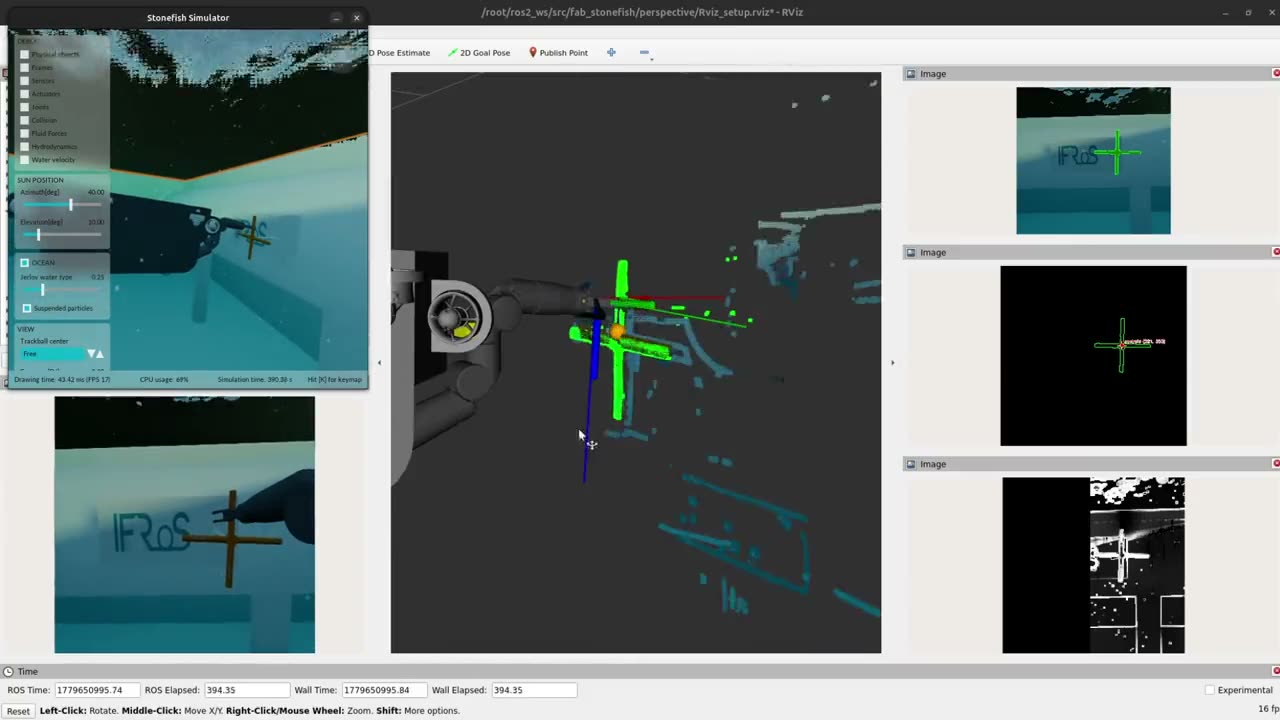 /root/ros2_ws/src/fab_stonefish/perspective/Rviz_setup.rviz* - RViz
Stonefish Simulator
D Pose Estimate
2D Goal Pose
Publish Point
DEBUG
Physical objects
Frames
Sensors
Actuators
Joints
Collision
Fluid Forces
Hydrodynamics
Water velocity
SUN POSITION
Azimuth[deg] 40.00
Elevation[deg] 10.00
OCEAN
Jerlov water type 0.25
Suspended particles
VIEW
Trackball center
Free
Drawing time: 43.42 ms (FPS 17) CPU usage: 69% Simulation time: 390.38 s Hit [K] for keymap
IFRoS
Image
IFRoS
Image
Image
Time
ROS Time: 1779650995.74 ROS Elapsed: 394.35 Wall Time: 1779650995.84 Wall Elapsed: 394.35
Experimental
Reset Left-Click: Rotate. Middle-Click: Move X/Y. Right-Click/Mouse Wheel: Zoom. Shift: More options.
16 fp